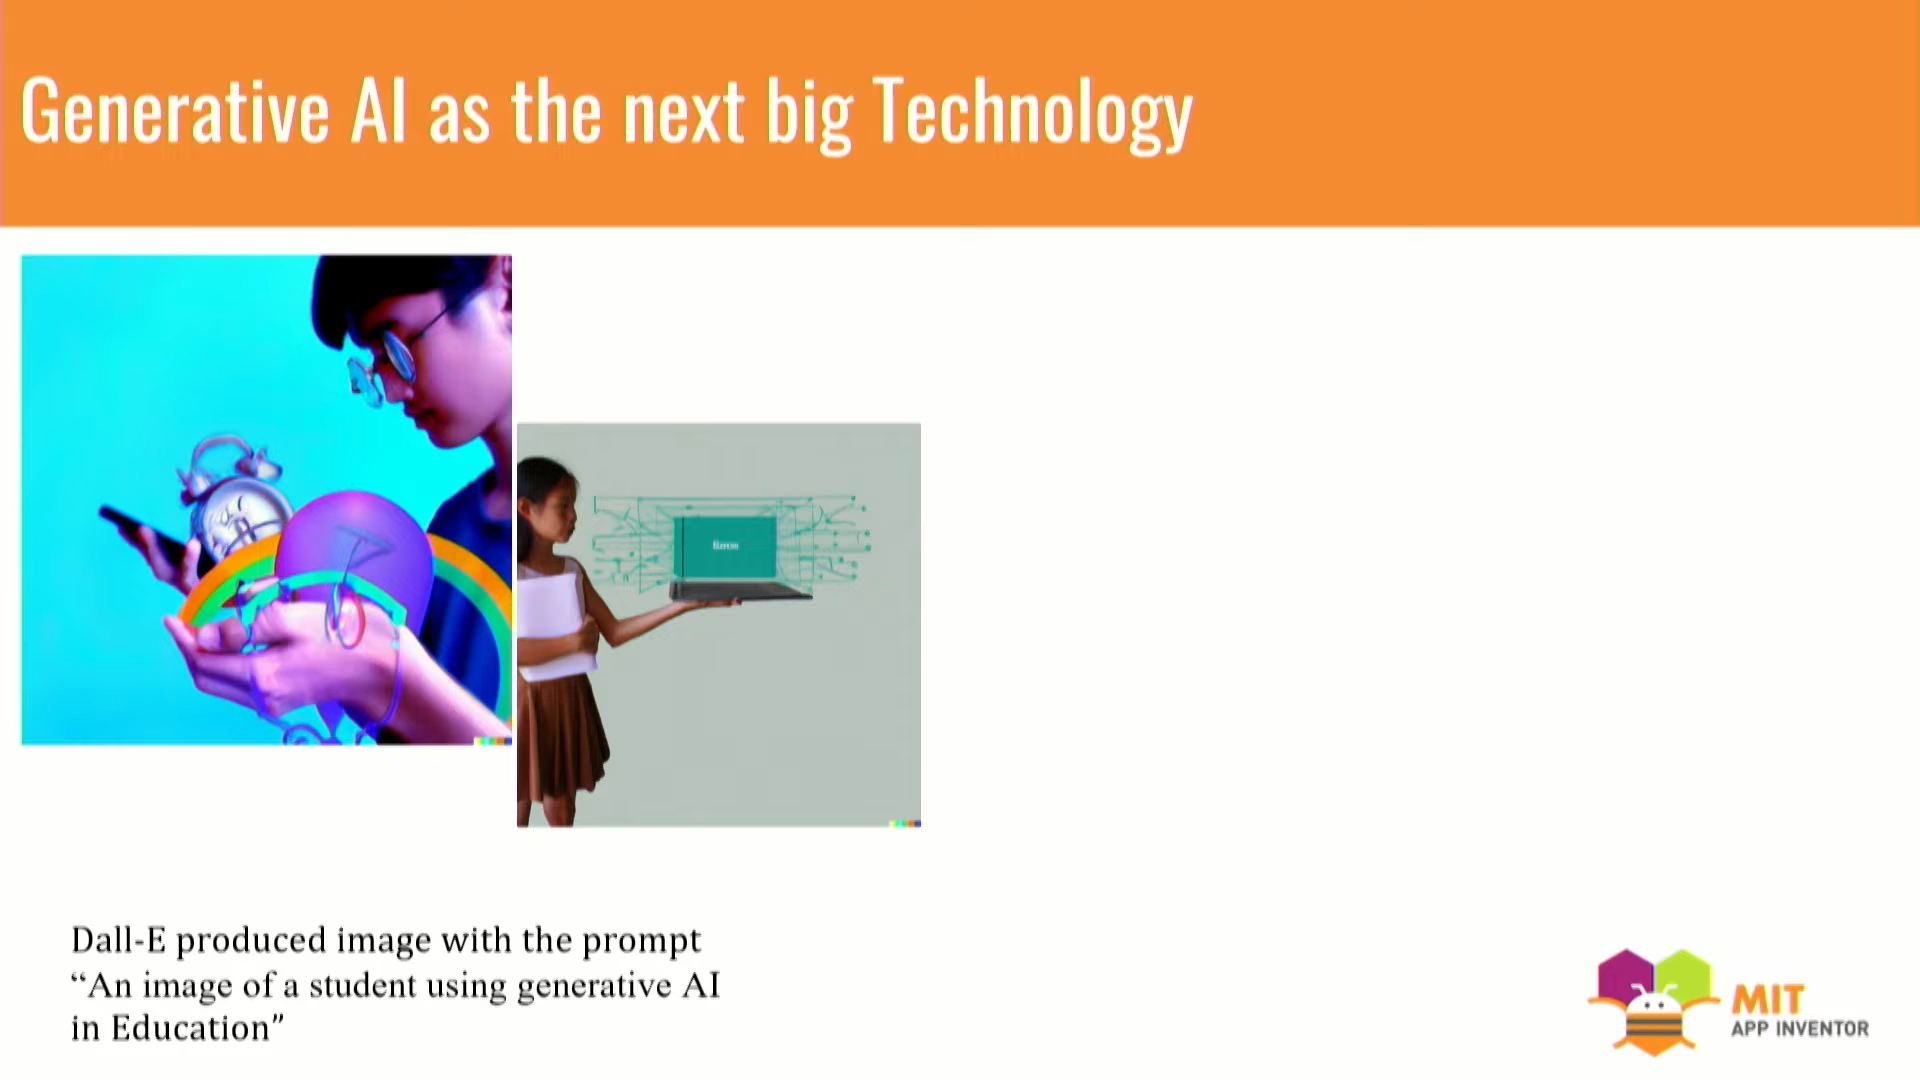 Generative AI as the next big Technology
Dall-E produced image with the prompt
“An image of a student using generative AI
in Education”
MIT
APP INVENTOR